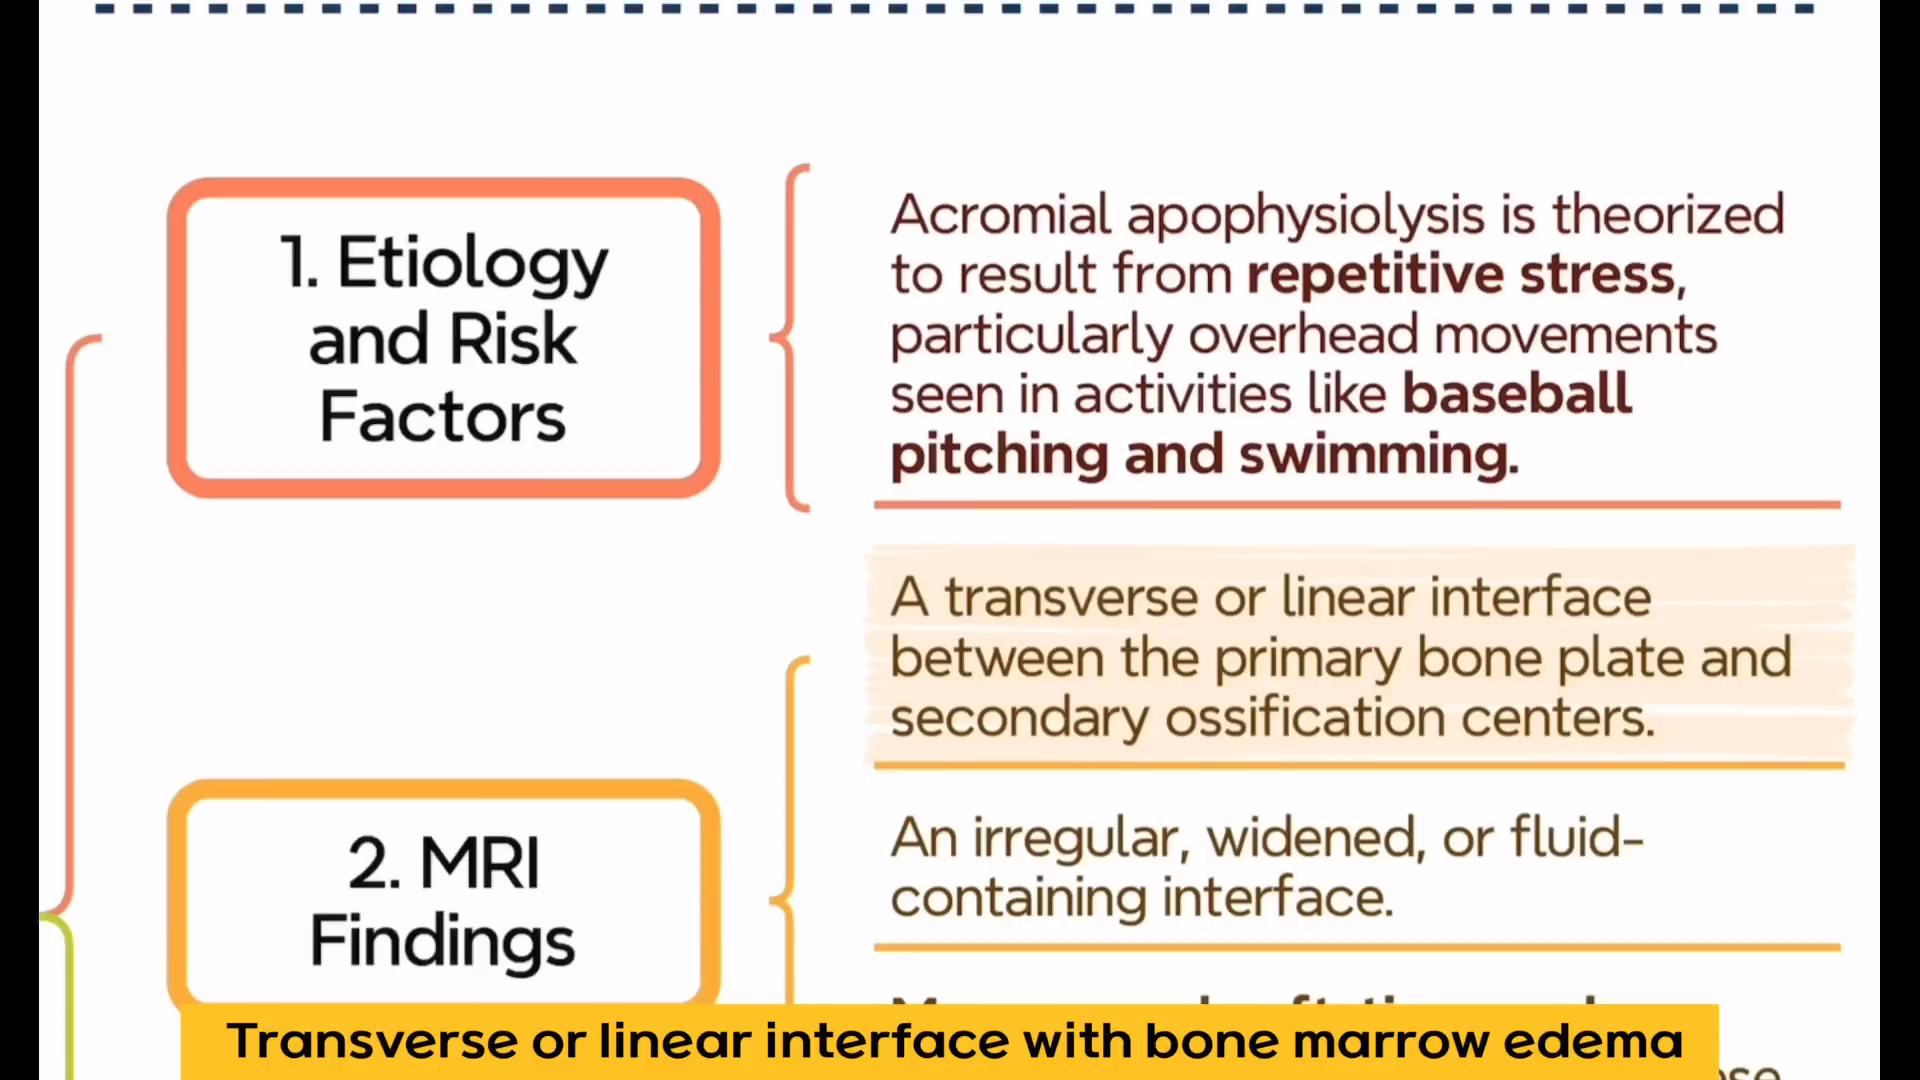 1. Etiology
and Risk
Factors
Acromial apophysiolysis is theorized
to result from repetitive stress,
particularly overhead movements
seen in activities like baseball
pitching and swimming.
2. MRI
Findings
A transverse or linear interface
between the primary bone plate and
secondary ossification centers.
An irregular, widened, or fluid-
containing interface.
Transverse or linear interface with bone marrow edema